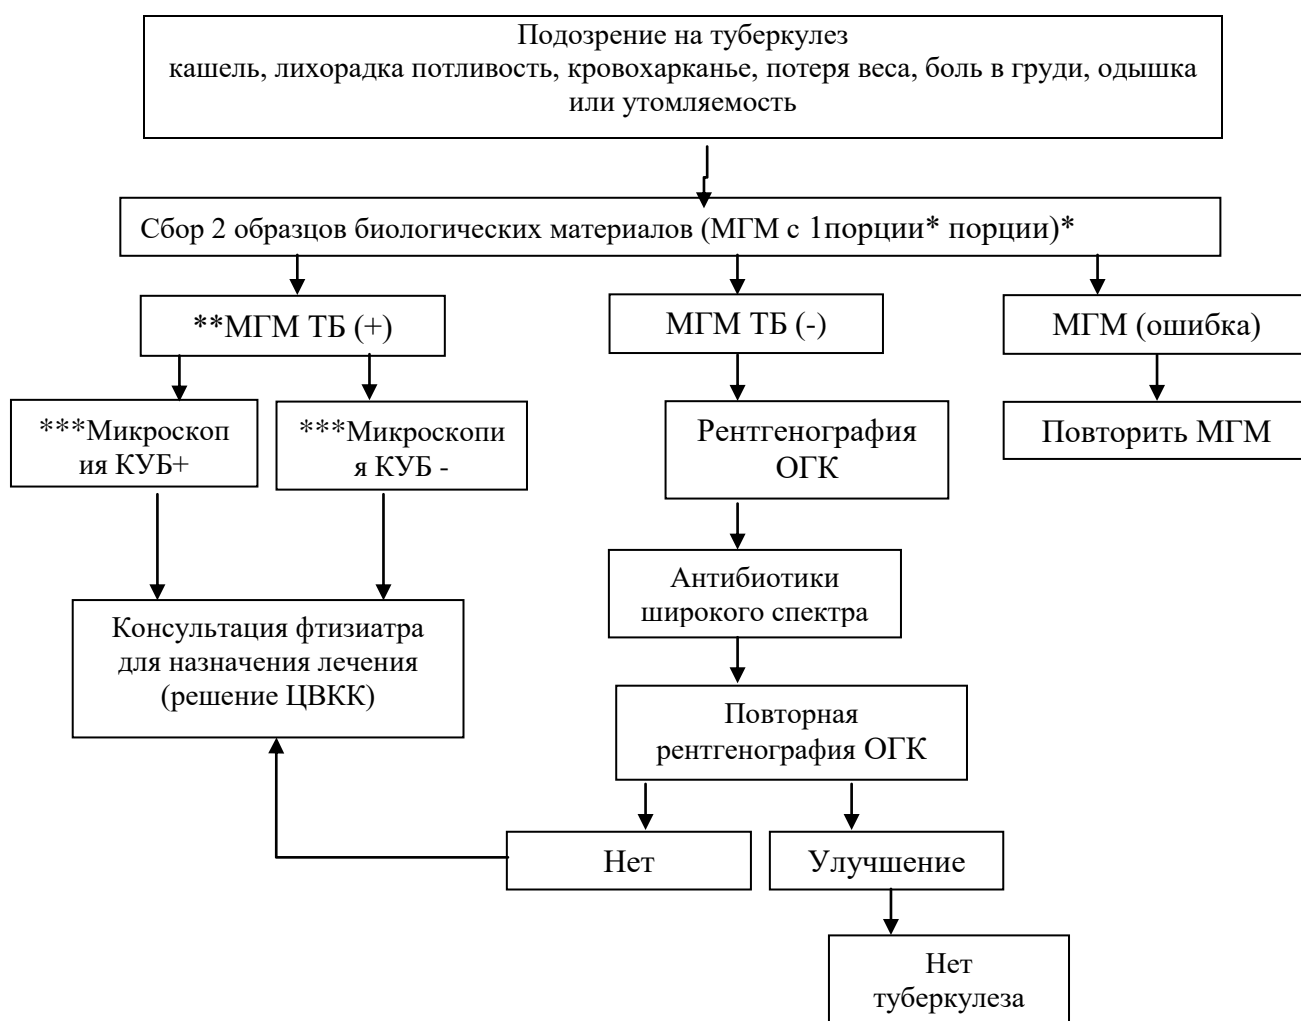 Подозрение на туберкулез
кашель, лихорадка потливость, кровохарканье, потеря веса, боль в груди, одышка
или утомляемость
Сбор 2 образцов биологических материалов (МГМ с 1порции* порции)*
**МГМ ТБ (+)
МГМ ТБ (-)
МГМ (ошибка)
***Микроскоп
ия КУБ+
***Микроскопи
я КУБ -
Рентгенография
ОГК
Повторить МГМ
Антибиотики
широкого спектра
Консультация фтизиатра
для назначения лечения
(решение ЦВКК)
Повторная
рентгенография ОГК
Нет
Улучшение
Нет
туберкулеза